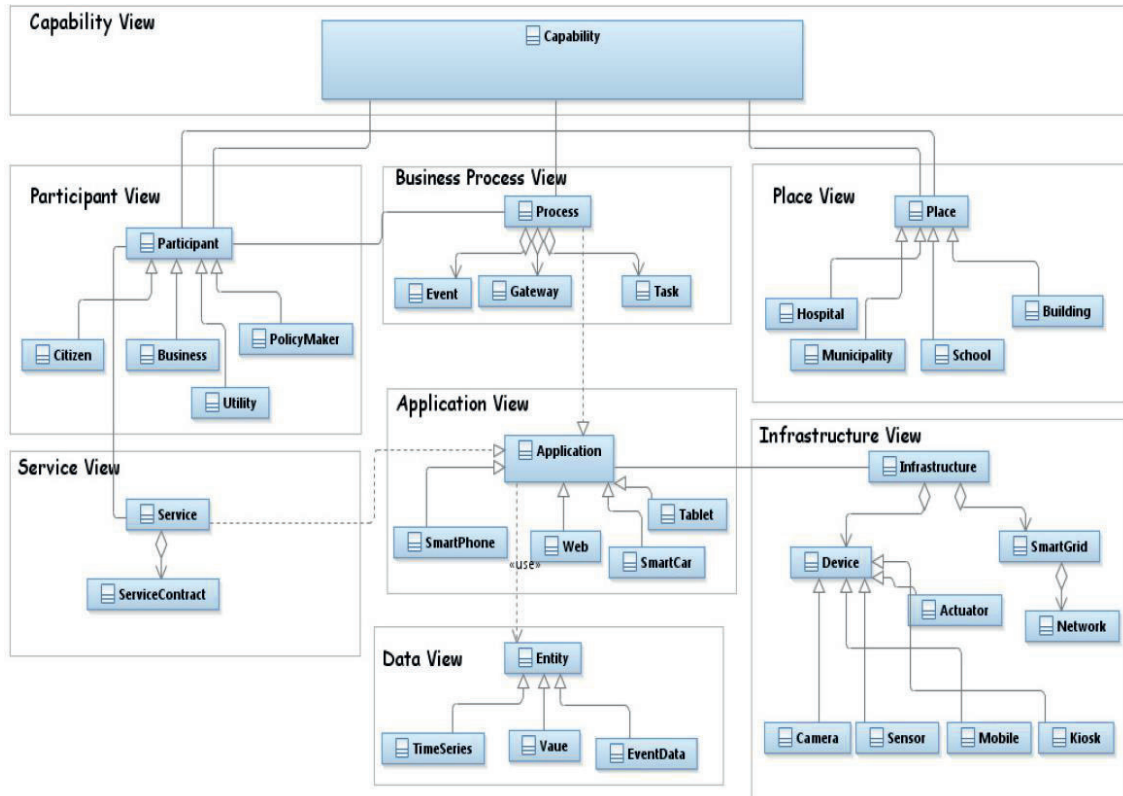 Capability View
Capability
Participant View
Participant
Citizen
Business
PolicyMaker
Utility
Business Process View
Process
Event
Gateway
Task
Place View
Place
Hospital
Building
Municipality
School
Service View
Service
ServiceContract
Application View
Application
SmartPhone
Web
Tablet
SmartCar
«use»
Infrastructure View
Infrastructure
Device
SmartGrid
Actuator
Network
Camera
Sensor
Mobile
Kiosk
Data View
Entity
TimeSeries
Vaue
EventData